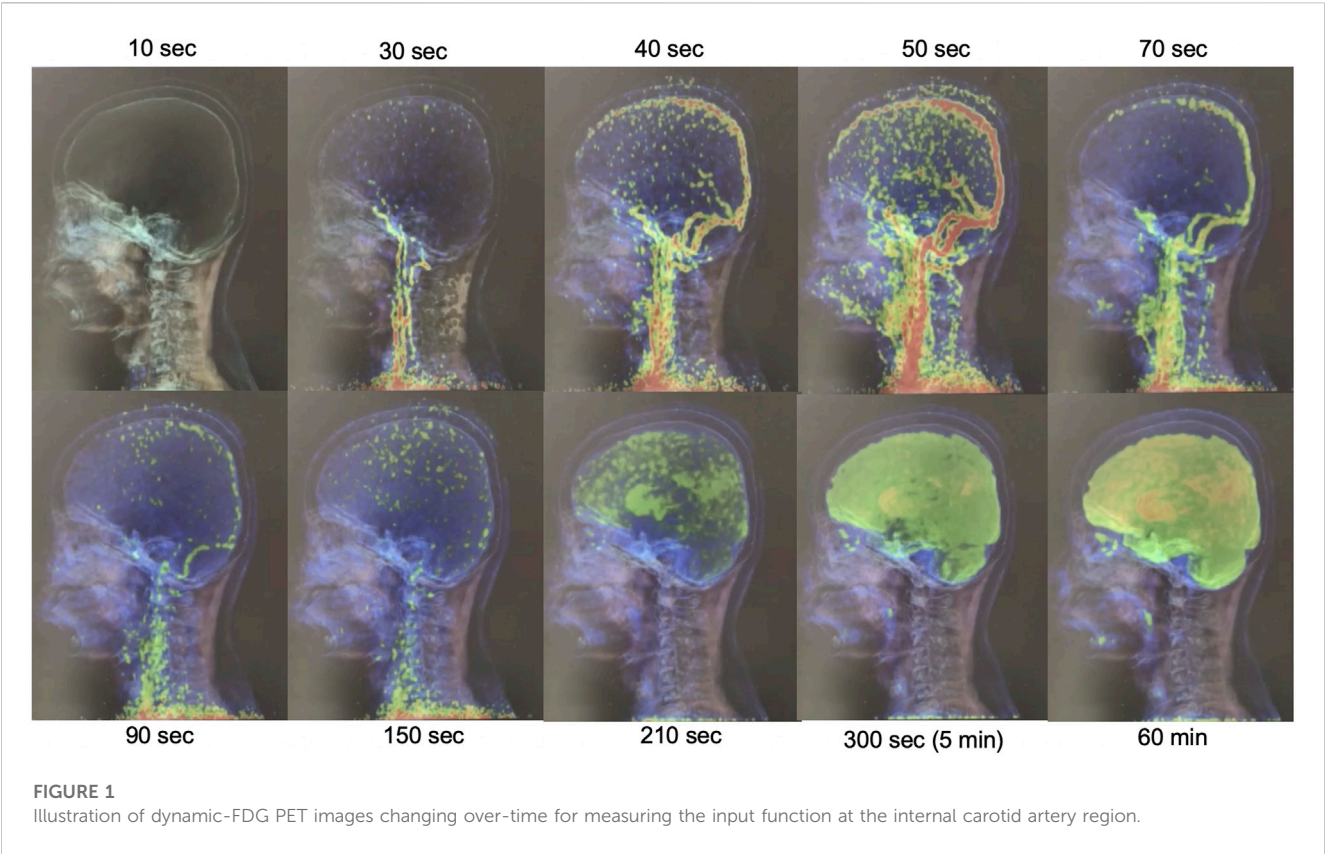 10 sec
30 sec
40 sec
50 sec
70 sec
90 sec
150 sec
210 sec
300 sec (5 min)
60 min
FIGURE 1
Illustration of dynamic-FDG PET images changing over-time for measuring the input function at the internal carotid artery region.